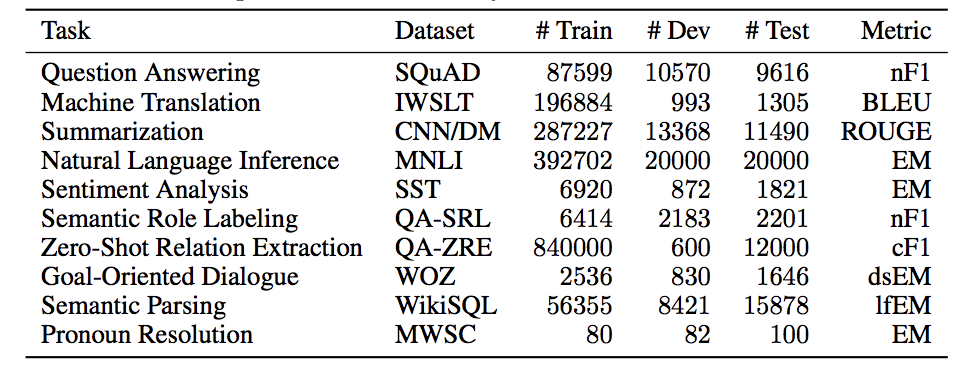 Task Dataset # Train # Dev # Test Metric
Question Answering SQuAD 87599 10570 9616 nF1
Machine Translation IWSLT 196884 993 1305 BLEU
Summarization CNN/DM 287227 13368 11490 ROUGE
Natural Language Inference MNLI 392702 20000 20000 EM
Sentiment Analysis SST 6920 872 1821 EM
Semantic Role Labeling QA-SRL 6414 2183 2201 nF1
Zero-Shot Relation Extraction QA-ZRE 840000 600 12000 cF1
Goal-Oriented Dialogue WOZ 2536 830 1646 dsEM
Semantic Parsing WikiSQL 56355 8421 15878 lfEM
Pronoun Resolution MWSC 80 82 100 EM